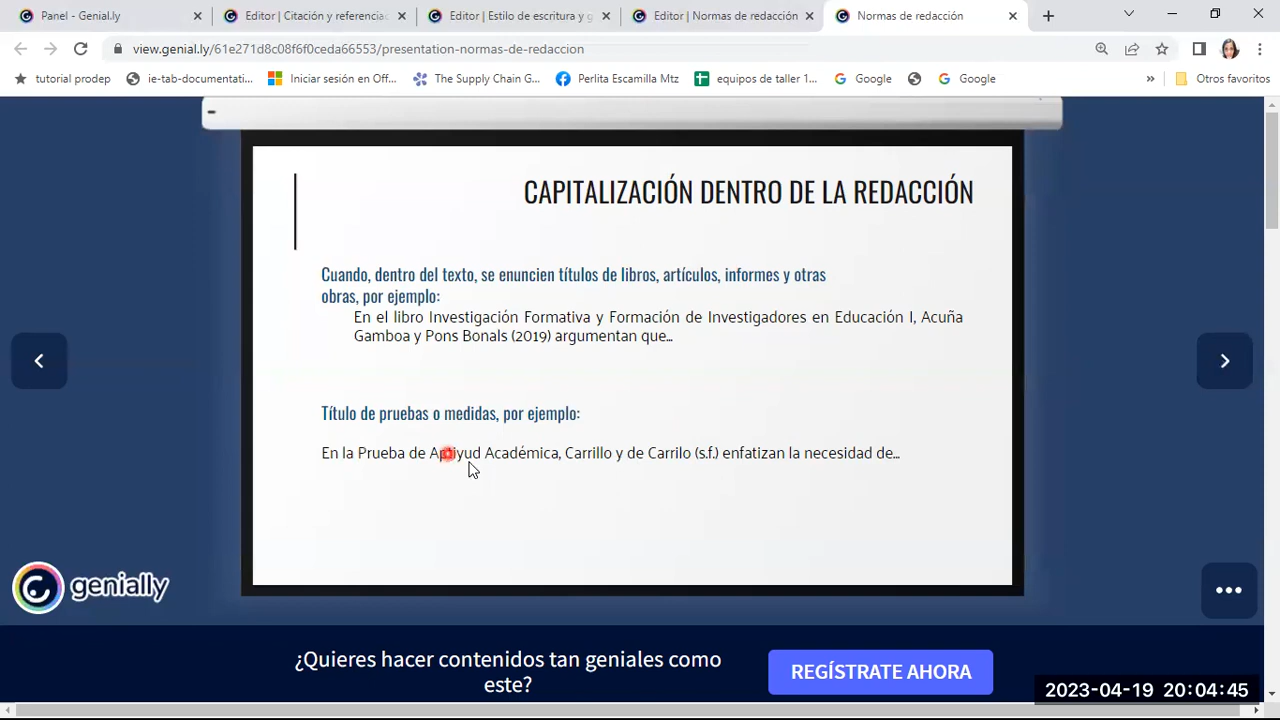 Panel - Genial.ly
Editor | Citación y referencia
Editor | Estilo de escritura y g
Editor | Normas de redacción
Normas de redacción
view.genial.ly/61e271d8c08f6f0ceda66553/presentation-normas-de-redaccion
tutorial prodep
ie-tab-documentati...
Iniciar sesión en Off...
The Supply Chain G...
Perlita Escamilla Mtz
equipos de taller 1...
Google
Google
»
Otros favoritos
CAPITALIZACIÓN DENTRO DE LA REDACCIÓN
Cuando, dentro del texto, se enuncien títulos de libros, artículos, informes y otras
obras, por ejemplo:
En el libro Investigación Formativa y Formación de Investigadores en Educación I, Acuña
Gamboa y Pons Bonals (2019) argumentan que...
Título de pruebas o medidas, por ejemplo:
En la Prueba de Aptiyud Académica, Carrillo y de Carrilo (s.f.) enfatizan la necesidad de...
genially
¿Quieres hacer contenidos tan geniales como
este?
REGÍSTRATE AHORA
2023-04-19 20:04:45